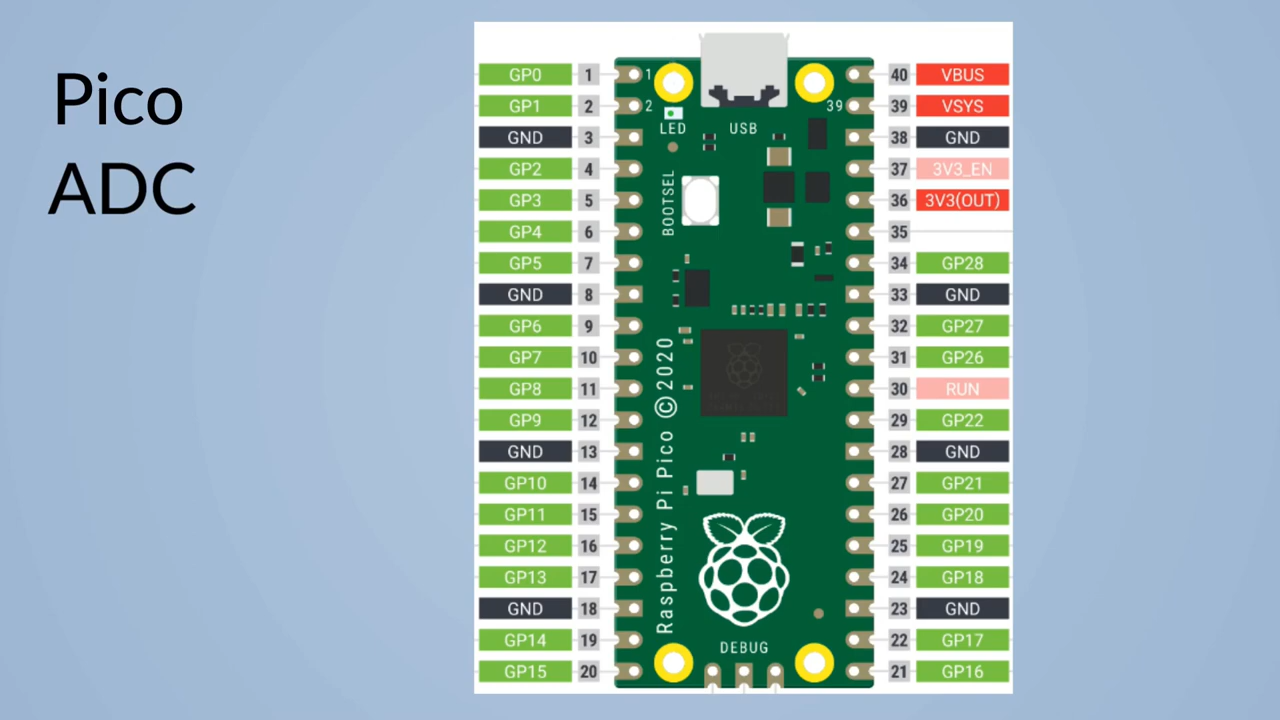 Pico
ADC
GP0 1 1 40 VBUS
GP1 2 2 39 39 VSYS
LED USB
GND 3 38 GND
GP2 4 37 3V3_EN
BOOTSEL
GP3 5 36 3V3(OUT)
GP4 6 35
GP5 7 34 GP28
GND 8 33 GND
GP6 9 32 GP27
GP7 10 31 GP26
GP8 11 30 RUN
GP9 12 29 GP22
GND 13 28 GND
Raspberry Pi Pico ©2020
GP10 14 27 GP21
GP11 15 26 GP20
GP12 16 25 GP19
GP13 17 24 GP18
GND 18 23 GND
GP14 19 22 GP17
DEBUG
GP15 20 21 GP16